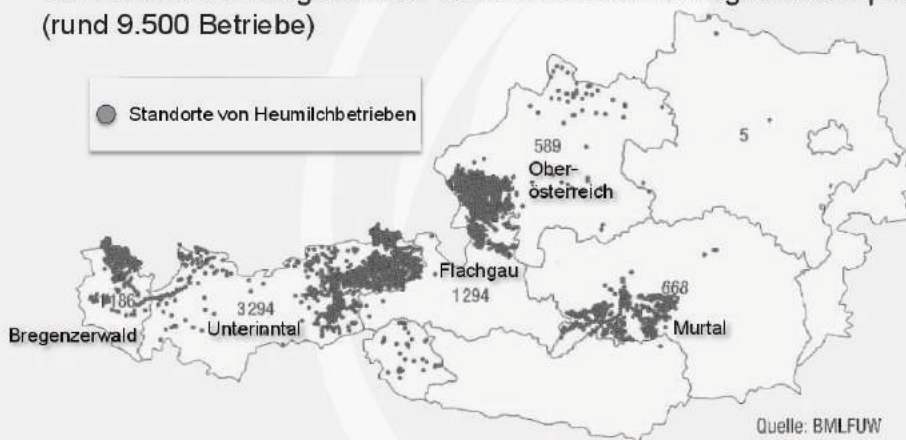 (rund 9.500 Betriebe)
Standorte von Heumilchbetrieben
589
5
Ober-
österreich
Flachgau
1294
668
Murtal
186
3294
Unterinntal
Bregenzerwald
Quelle: BMLFUW